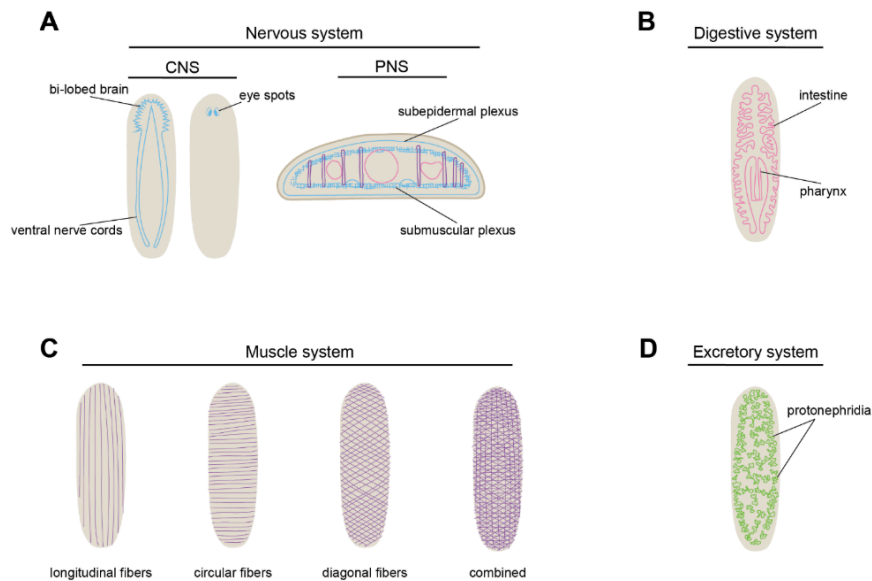 A
Nervous system
CNS
PNS
bi-lobed brain
eye spots
subepidermal plexus
ventral nerve cords
submuscular plexus
B
Digestive system
intestine
pharynx
C
Muscle system
longitudinal fibers
circular fibers
diagonal fibers
combined
D
Excretory system
protonephridia